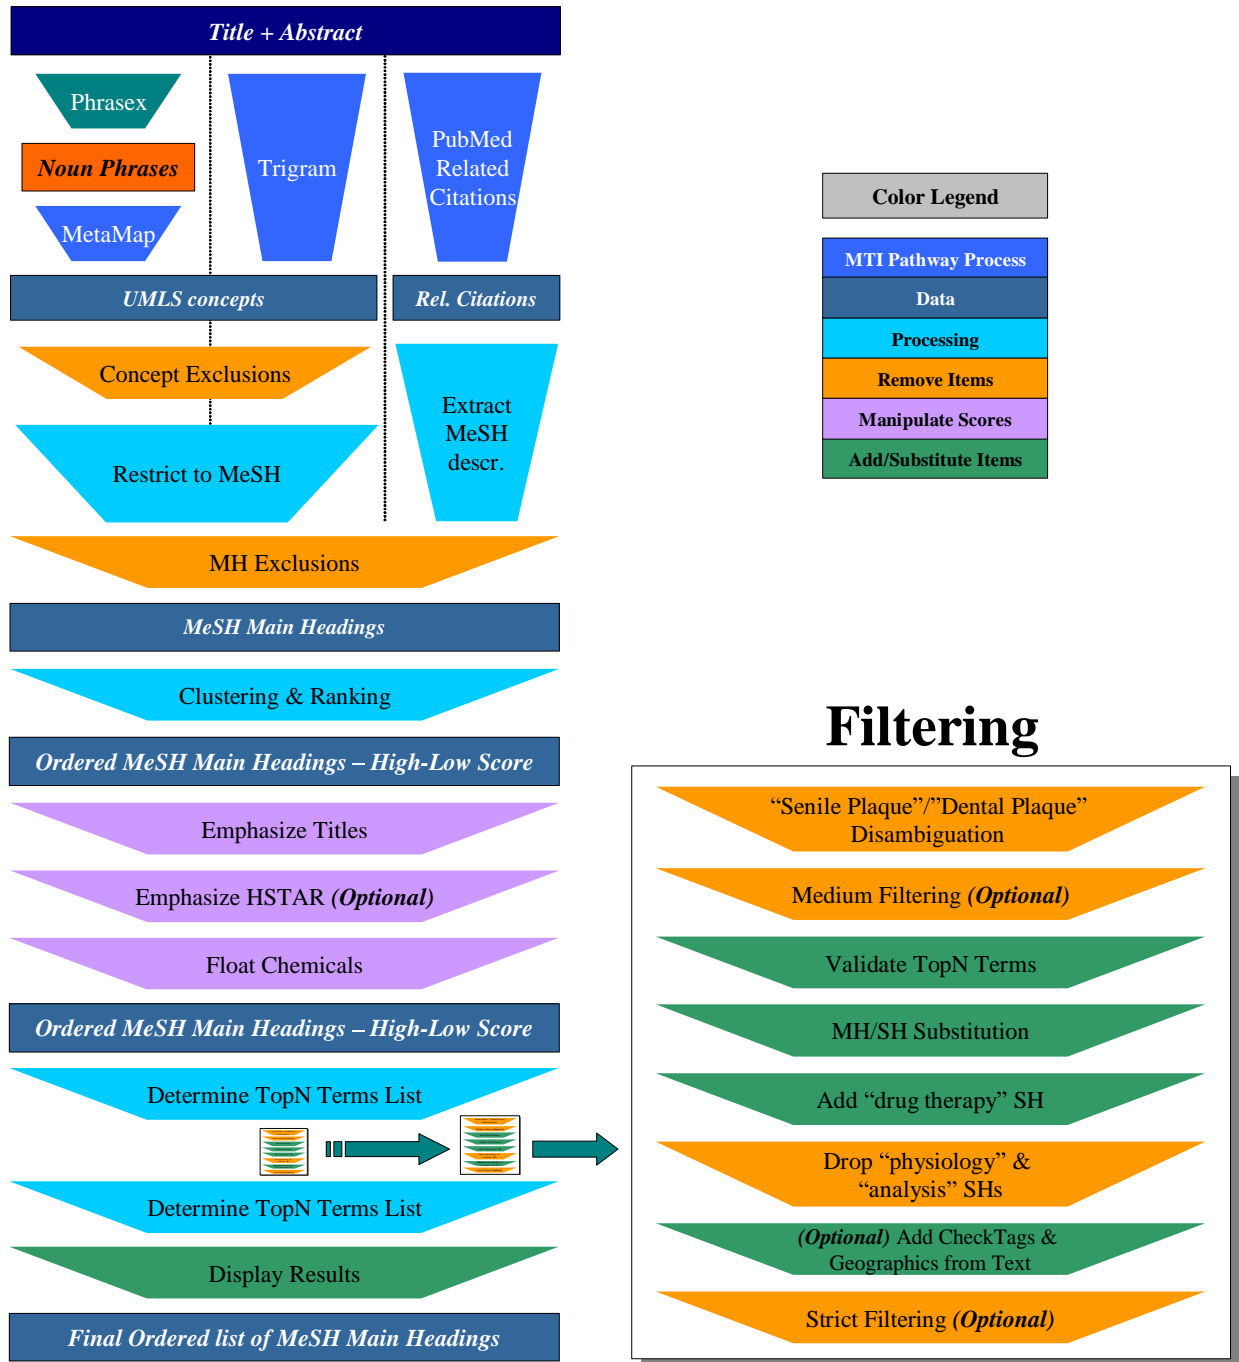 Title + Abstract
Phrasex
Noun Phrases
MetaMap
Trigram
PubMed
Related
Citations
UMLS concepts
Rel. Citations
Concept Exclusions
Restrict to MeSH
Extract
MeSH
descr.
MH Exclusions
MeSH Main Headings
Clustering & Ranking
Ordered MeSH Main Headings – High-Low Score
Emphasize Titles
Emphasize HSTAR (Optional)
Float Chemicals
Ordered MeSH Main Headings – High-Low Score
Determine TopN Terms List
Determine TopN Terms List
Display Results
Final Ordered list of MeSH Main Headings
Color Legend
MTI Pathway Process
Data
Processing
Remove Items
Manipulate Scores
Add/Substitute Items
Filtering
“Senile Plaque”/”Dental Plaque”
Disambiguation
Medium Filtering (Optional)
Validate TopN Terms
MH/SH Substitution
Add “drug therapy” SH
Drop “physiology” &
“analysis” SHs
(Optional) Add CheckTags &
Geographics from Text
Strict Filtering (Optional)